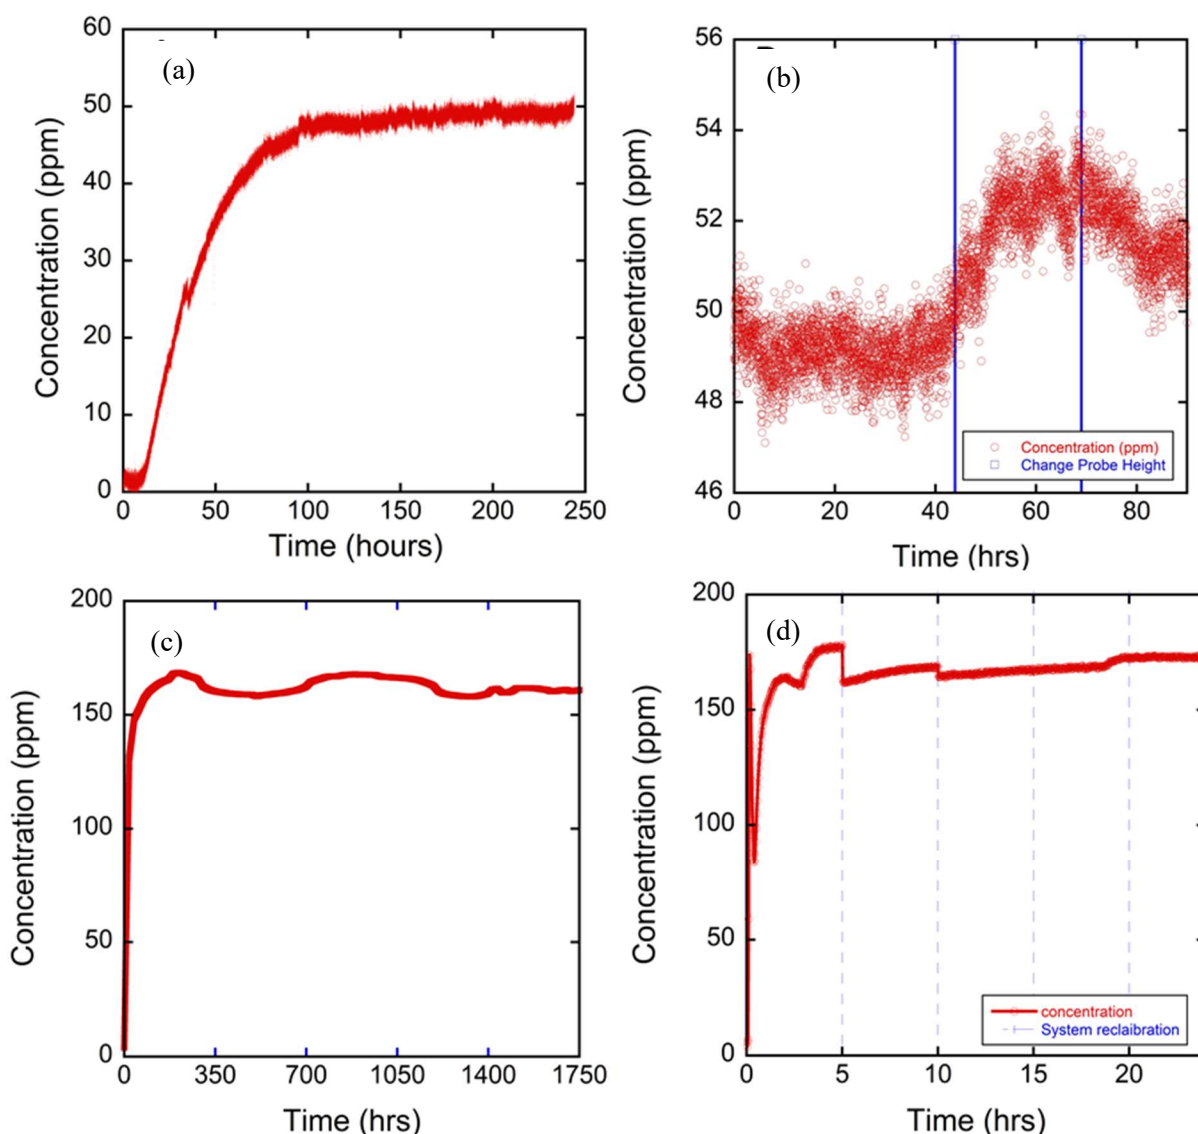 (a)
Concentration (ppm)
60
50
40
30
20
10
0
0 50 100 150 200 250
Time (hours)
(b)
Concentration (ppm)
56
54
52
50
48
46
Concentration (ppm)
Change Probe Height
0 20 40 60 80
Time (hrs)
(c)
Concentration (ppm)
200
150
100
50
0
0 350 700 1050 1400 1750
Time (hrs)
(d)
Concentration (ppm)
200
150
100
50
0
concentration
System reclaibration
0 5 10 15 20
Time (hrs)